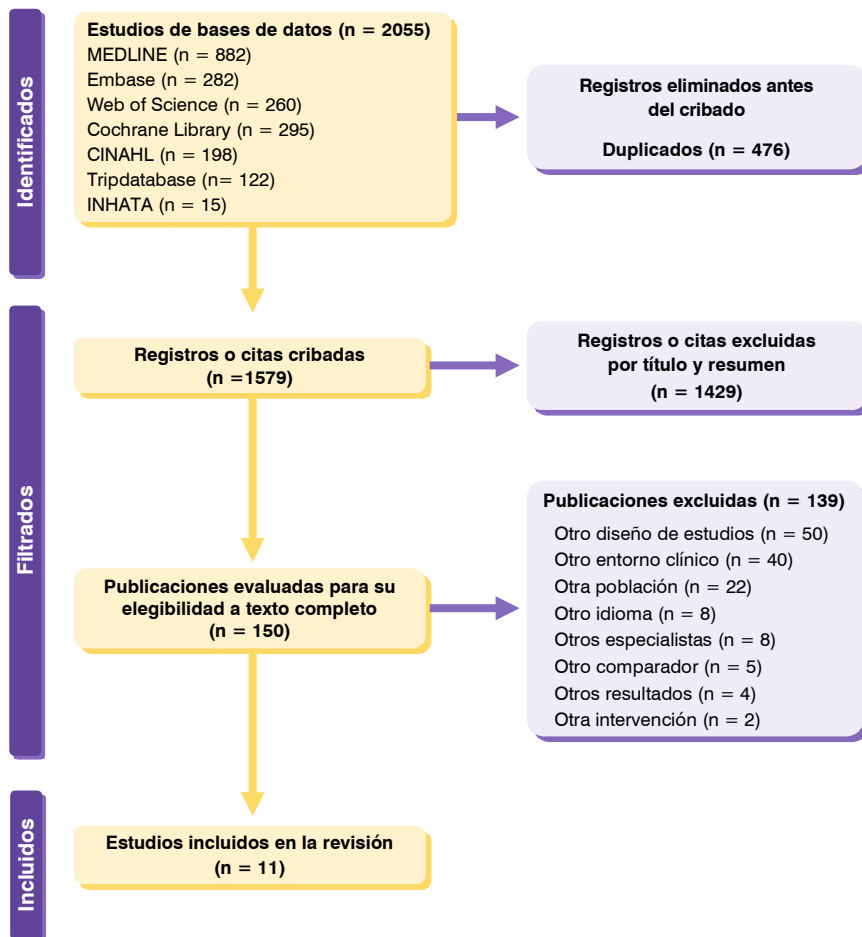 Identificados
Estudios de bases de datos (n = 2055)
MEDLINE (n = 882)
Embase (n = 282)
Web of Science (n = 260)
Cochrane Library (n = 295)
CINAHL (n = 198)
Tripdatabase (n= 122)
INHATA (n = 15)
Registros eliminados antes
del cribado
Duplicados (n = 476)
Filtrados
Registros o citas cribadas
(n =1579)
Registros o citas excluidas
por título y resumen
(n = 1429)
Publicaciones evaluadas para su
elegibilidad a texto completo
(n = 150)
Publicaciones excluidas (n = 139)
Otro diseño de estudios (n = 50)
Otro entorno clínico (n = 40)
Otra población (n = 22)
Otro idioma (n = 8)
Otros especialistas (n = 8)
Otro comparador (n = 5)
Otros resultados (n = 4)
Otra intervención (n = 2)
Incluidos
Estudios incluidos en la revisión
(n = 11)